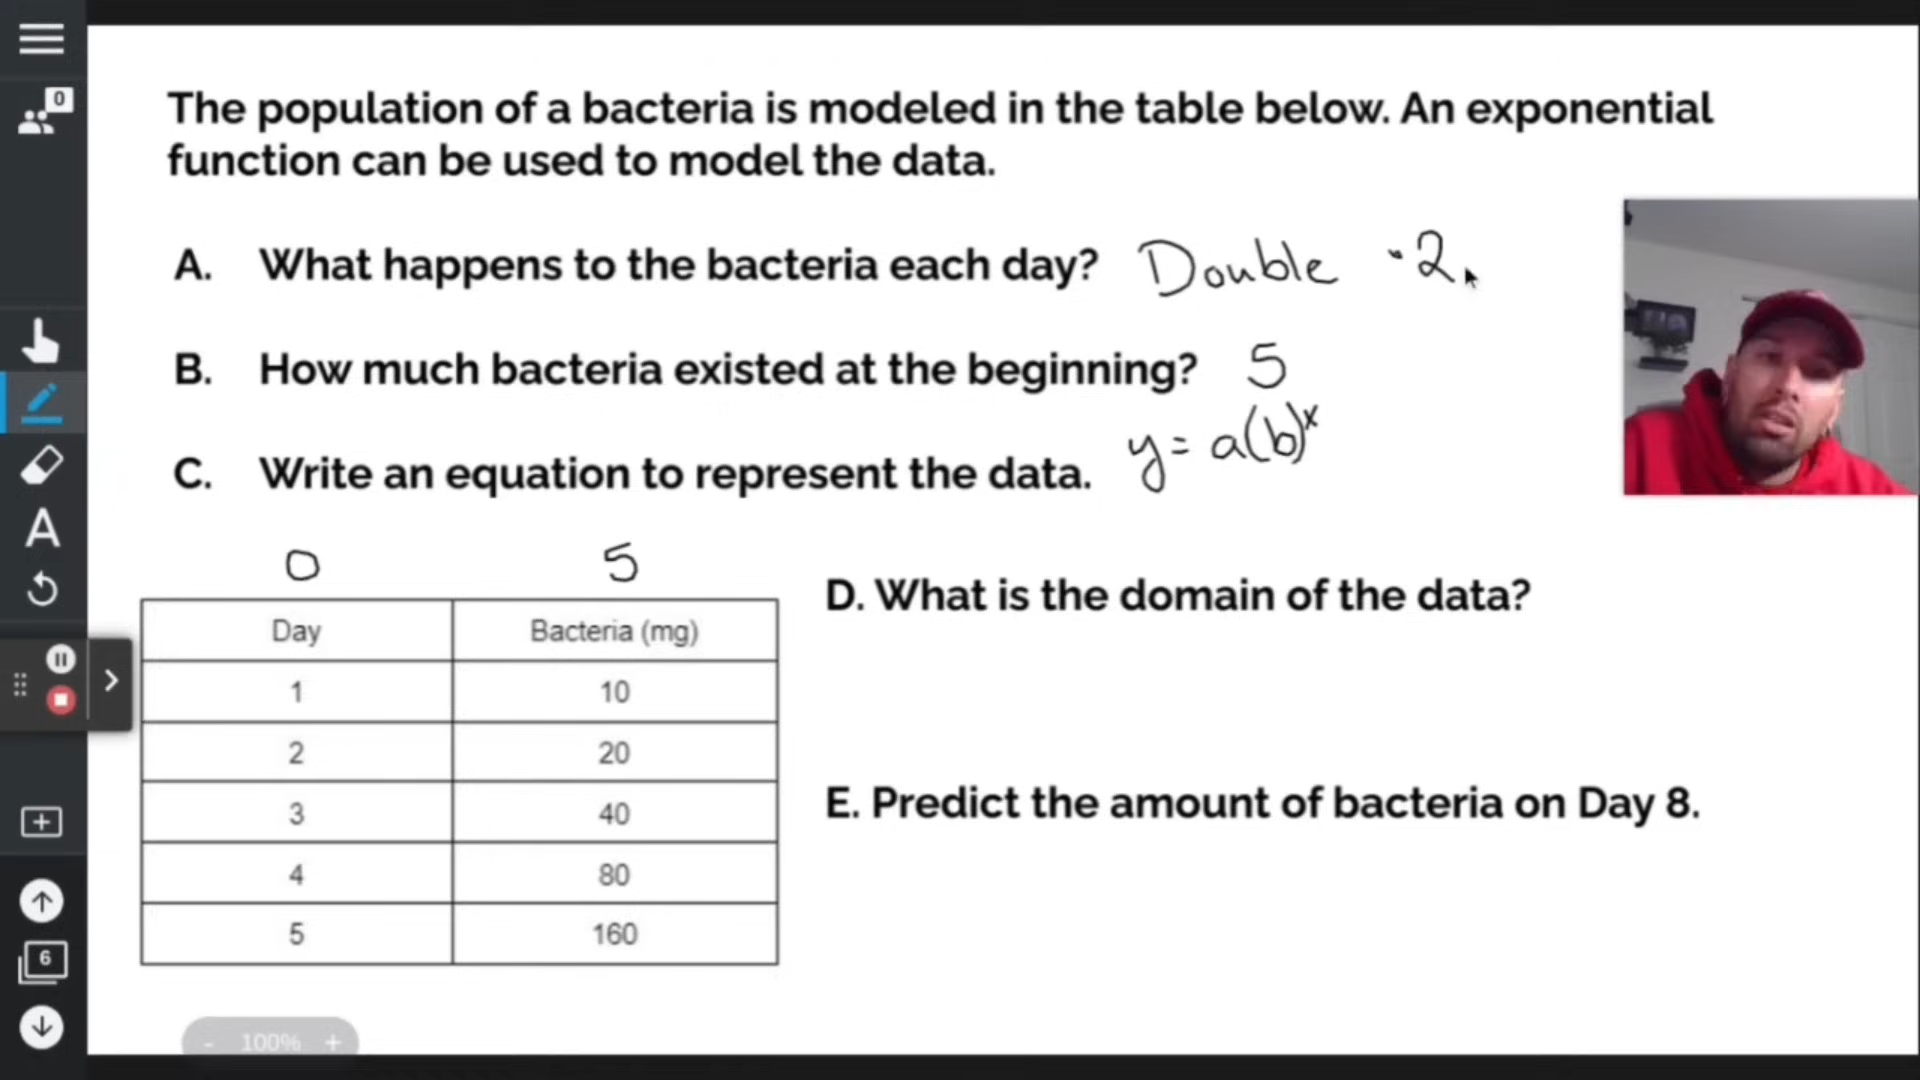 0
The population of a bacteria is modeled in the table below. An exponential
function can be used to model the data.
A. What happens to the bacteria each day? Double ·2
B. How much bacteria existed at the beginning? 5
y = a(b)^x
C. Write an equation to represent the data.
A
0 5
D. What is the domain of the data?
Day Bacteria (mg)
1 10
2 20
3 40
E. Predict the amount of bacteria on Day 8.
4 80
5 160
6
- 100% +